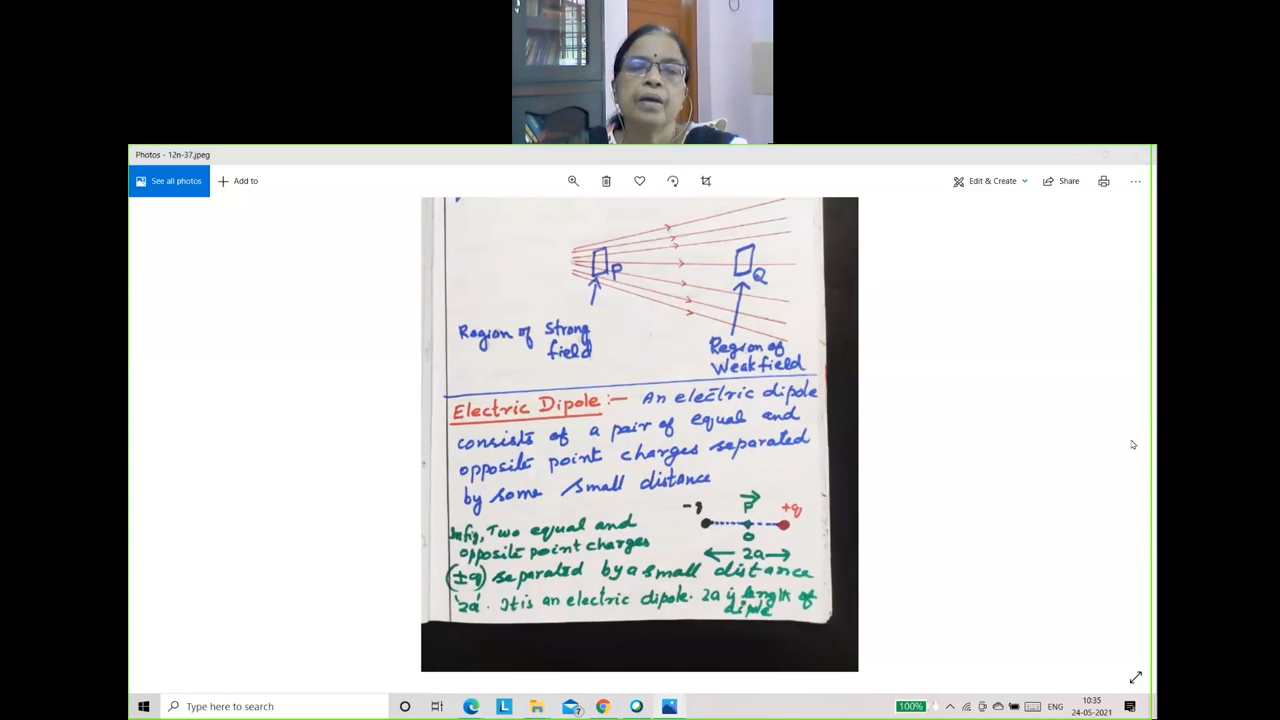 Photos - 12n-37.jpeg
See all photos
Add to
Edit & Create
Share
P
Q
Region of Strong
field
Region of
Weak field
Electric Dipole :- An electric dipole
consists of a pair of equal and
opposite point charges separated
by some small distance
-q P +q
O
2a
In fig, Two equal and
opposite point charges
(±q) separated by a small distance
'2a'. It is an electric dipole. 2a is length of
dipole
Type here to search
7
100%
ENG
10:35
24-05-2021